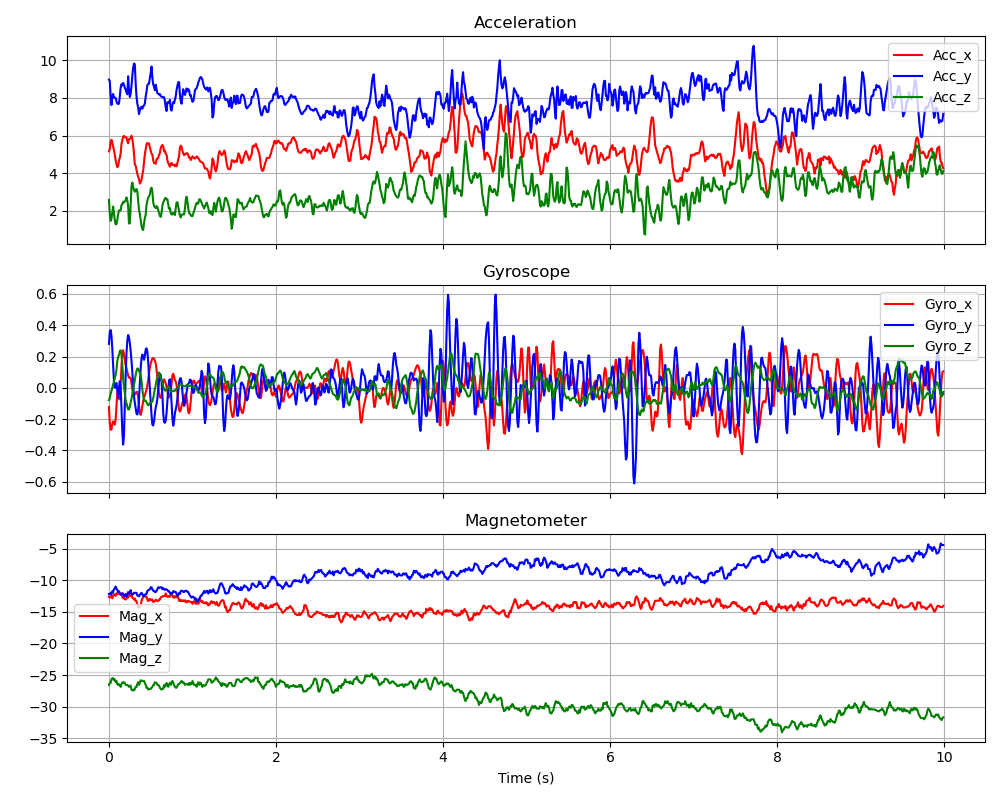 Acceleration
10
8
6
4
2
Acc_x
Acc_y
Acc_z
Gyroscope
0.6
0.4
0.2
0.0
−0.2
−0.4
−0.6
Gyro_x
Gyro_y
Gyro_z
Magnetometer
−5
−10
−15
−20
−25
−30
−35
Mag_x
Mag_y
Mag_z
0 2 4 6 8 10
Time (s)